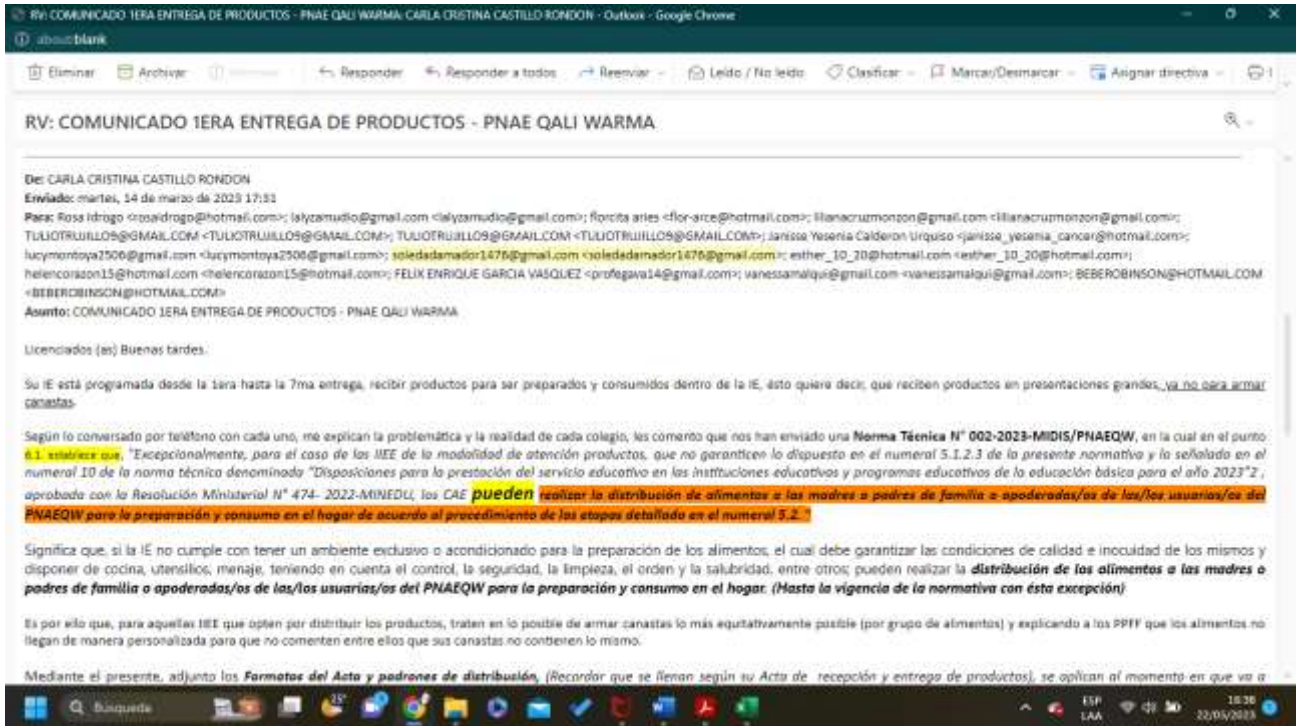 RV: COMUNICADO 1ERA ENTREGA DE PRODUCTOS - PNAE QALI WARMA: CARLA CRISTINA CASTILLO RONDON - Outlook - Google Chrome
about:blank
Eliminar Archivar Responder Responder a todos Reenviar Leído / No leído Clasificar Marcar/Desmarcar Asignar directiva
RV: COMUNICADO 1ERA ENTREGA DE PRODUCTOS - PNAE QALI WARMA
De: CARLA CRISTINA CASTILLO RONDON
Enviado: martes, 14 de marzo de 2023 17:31
Para: Rosa Idrogo <rosaidrogo@hotmail.com>; lalyzamudio@gmail.com <lalyzamudio@gmail.com>; florcita aries <flor-arce@hotmail.com>; lilianacruzmonzon@gmail.com <lilianacruzmonzon@gmail.com>;
TULIOTRUJILLO9@GMAIL.COM <TULIOTRUJILLO9@GMAIL.COM>; TULIOTRUJILLO9@GMAIL.COM <TULIOTRUJILLO9@GMAIL.COM>; Janisse Yesenia Calderon Urquiso <janisse_yesenia_cancer@hotmail.com>;
lucymontoya2506@gmail.com <lucymontoya2506@gmail.com>; soledadamador1476@gmail.com <soledadamador1476@gmail.com>; esther_10_20@hotmail.com <esther_10_20@hotmail.com>;
helencorazon15@hotmail.com <helencorazon15@hotmail.com>; FELIX ENRIQUE GARCIA VASQUEZ <profegava14@gmail.com>; vanessamalqui@gmail.com <vanessamalqui@gmail.com>; BEBEROBINSON@HOTMAIL.COM
<BEBEROBINSON@HOTMAIL.COM>
Asunto: COMUNICADO 1ERA ENTREGA DE PRODUCTOS - PNAE QALI WARMA
Licenciados (as) Buenas tardes.
Su IE está programada desde la 1era hasta la 7ma entrega, recibir productos para ser preparados y consumidos dentro de la IE, ésto quiere decir, que reciben productos en presentaciones grandes, ya no para armar
canastas.
Según lo conversado por teléfono con cada uno, me explican la problemática y la realidad de cada colegio, les comento que nos han enviado una Norma Técnica N° 002-2023-MIDIS/PNAEQW, en la cual en el punto
6.1. establece que, "Excepcionalmente, para el caso de las IIEE de la modalidad de atención productos, que no garanticen lo dispuesto en el numeral 5.1.2.3 de la presente normativa y lo señalado en el
numeral 10 de la norma técnica denominada "Disposiciones para la prestación del servicio educativo en las instituciones educativas y programas educativos de la educación básica para el año 2023"2 ,
aprobada con la Resolución Ministerial N° 474- 2022-MINEDU, los CAE pueden realizar la distribución de alimentos a las madres o padres de familia o apoderadas/os de las/los usuarias/os del
PNAEQW para la preparación y consumo en el hogar de acuerdo al procedimiento de las etapas detallado en el numeral 5.2. "
Significa que, si la IE no cumple con tener un ambiente exclusivo o acondicionado para la preparación de los alimentos, el cual debe garantizar las condiciones de calidad e inocuidad de los mismos y
disponer de cocina, utensilios, menaje, teniendo en cuenta el control, la seguridad, la limpieza, el orden y la salubridad, entre otros; pueden realizar la distribución de los alimentos a las madres o
padres de familia o apoderadas/os de las/los usuarias/os del PNAEQW para la preparación y consumo en el hogar. (Hasta la vigencia de la normativa con ésta excepción)
Es por ello que, para aquellas IIEE que opten por distribuir los productos, traten en lo posible de armar canastas lo más equitativamente posible (por grupo de alimentos) y explicando a los PPFF que los alimentos no
llegan de manera personalizada para que no comenten entre ellos que sus canastas no contienen lo mismo.
Mediante el presente, adjunto los Formatos del Acta y padrones de distribución, (Recordar que se llenan según su Acta de recepción y entrega de productos), se aplican al momento en que va a
Búsqueda
25°
ESP
LAA
16:36
22/05/2023